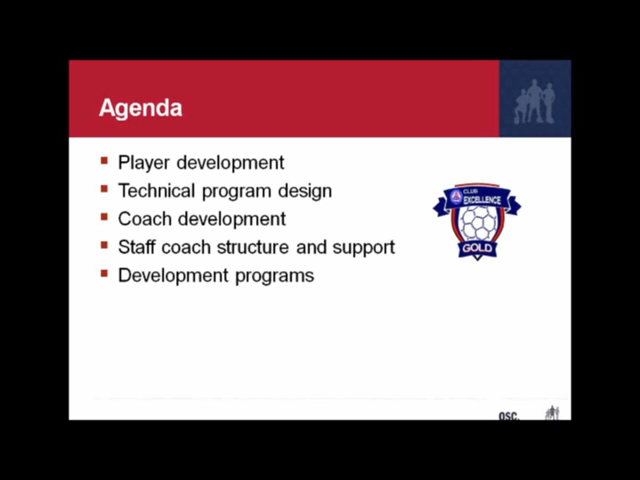 Agenda
Player development
Technical program design
Coach development
Staff coach structure and support
Development programs
CLUB
EXCELLENCE
GOLD
OSC.